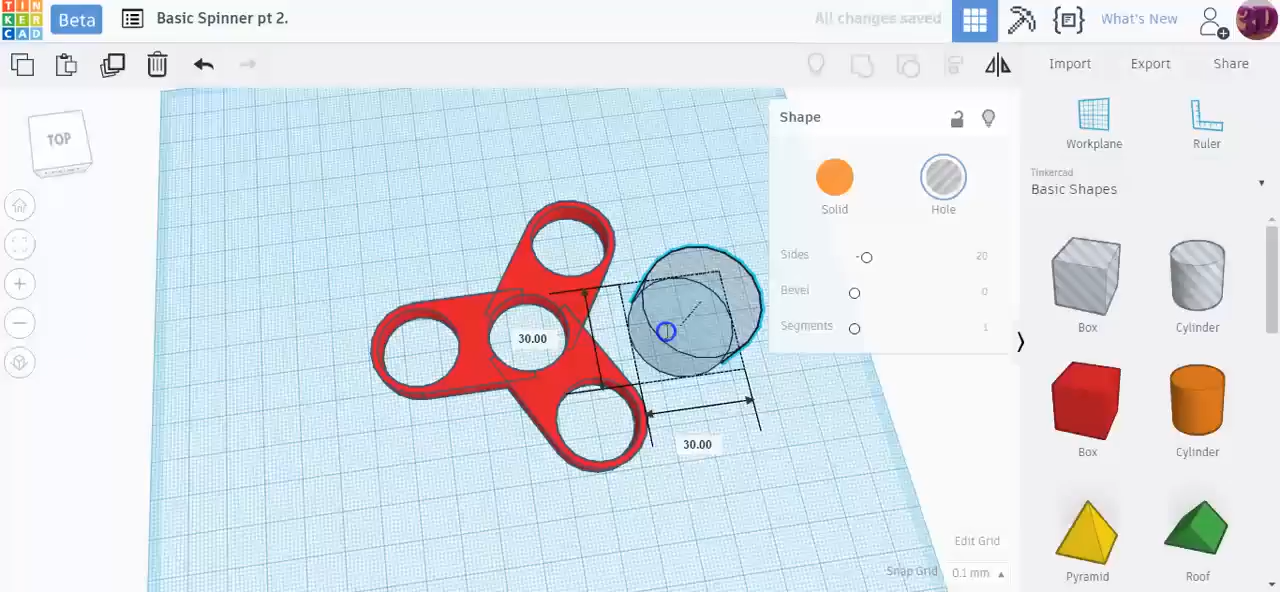 TIN
KER
CAD
Beta
Basic Spinner pt 2.
All changes saved
What's New
Import
Export
Share
TOP
Shape
Solid
Hole
Sides
20
Bevel
0
Segments
1
30.00
30.00
Workplane
Ruler
Tinkercad
Basic Shapes
Box
Cylinder
Box
Cylinder
Pyramid
Roof
Edit Grid
Snap Grid
0.1 mm